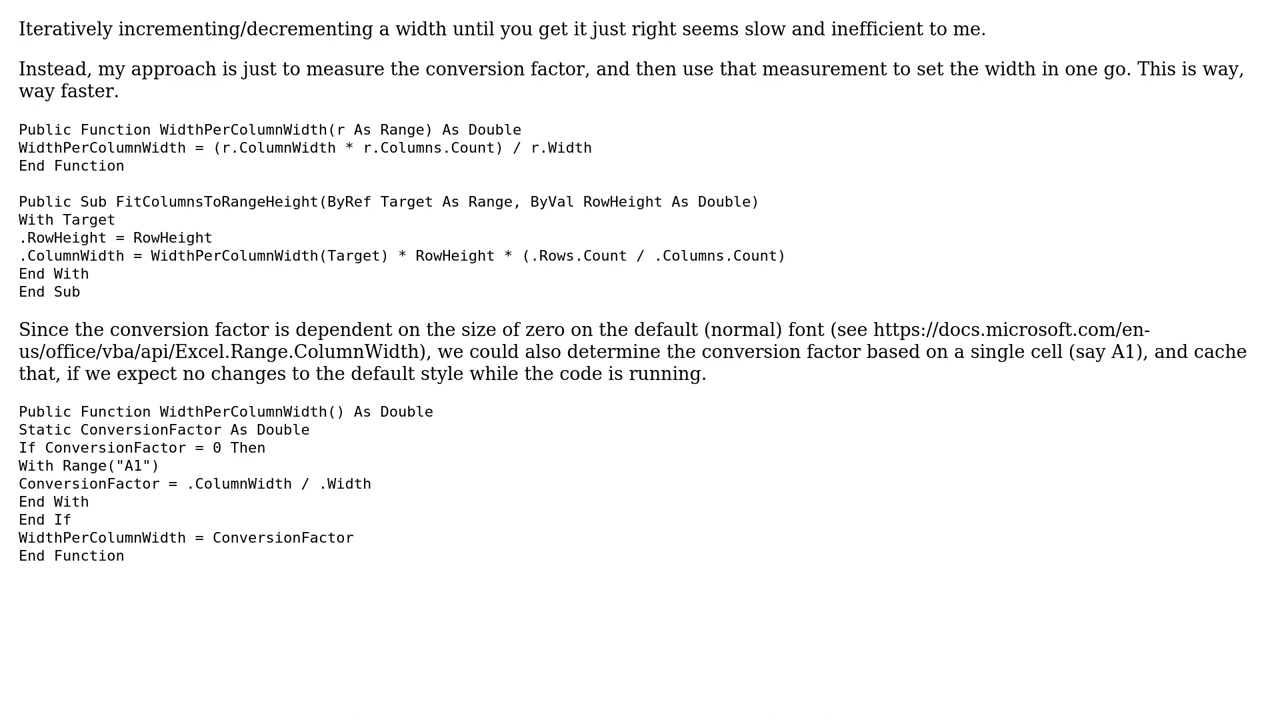 Iteratively incrementing/decrementing a width until you get it just right seems slow and inefficient to me.
Instead, my approach is just to measure the conversion factor, and then use that measurement to set the width in one go. This is way,
way faster.
Public Function WidthPerColumnWidth(r As Range) As Double
WidthPerColumnWidth = (r.ColumnWidth * r.Columns.Count) / r.Width
End Function
Public Sub FitColumnsToRangeHeight(ByRef Target As Range, ByVal RowHeight As Double)
With Target
.RowHeight = RowHeight
.ColumnWidth = WidthPerColumnWidth(Target) * RowHeight * (.Rows.Count / .Columns.Count)
End With
End Sub
Since the conversion factor is dependent on the size of zero on the default (normal) font (see https://docs.microsoft.com/en-
us/office/vba/api/Excel.Range.ColumnWidth), we could also determine the conversion factor based on a single cell (say A1), and cache
that, if we expect no changes to the default style while the code is running.
Public Function WidthPerColumnWidth() As Double
Static ConversionFactor As Double
If ConversionFactor = 0 Then
With Range("A1")
ConversionFactor = .ColumnWidth / .Width
End With
End If
WidthPerColumnWidth = ConversionFactor
End Function